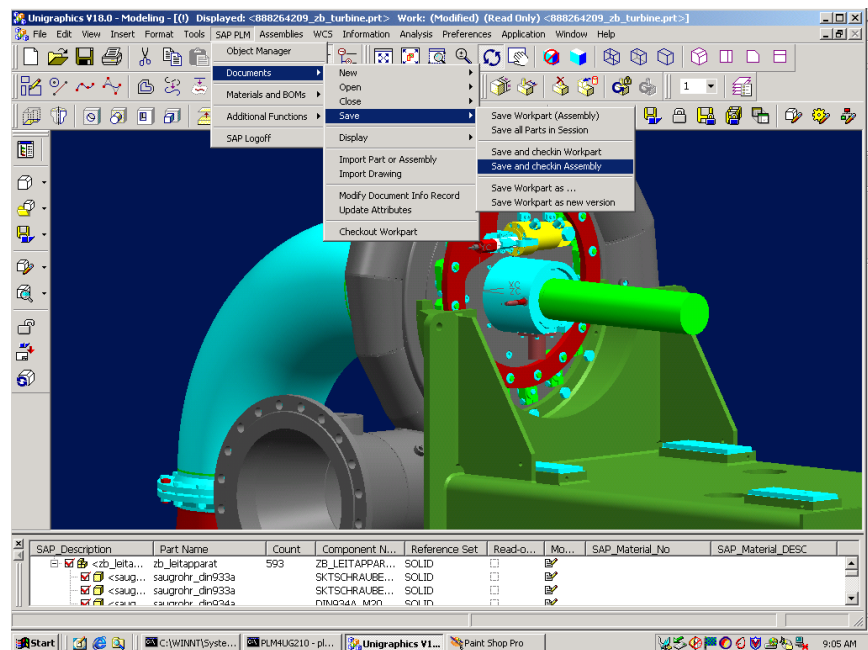 Unigraphics V18.0 - Modeling - [(!) Displayed: <888264209_zb_turbine.prt> Work: (Modified) (Read Only) <888264209_zb_turbine.prt>]
File Edit View Insert Format Tools SAP PLM Assemblies WCS Information Analysis Preferences Application Window Help
Object Manager
Documents
Materials and BOMs
Additional Functions
SAP Logoff
New
Open
Close
Save
Display
Import Part or Assembly
Import Drawing
Modify Document Info Record
Update Attributes
Checkout Workpart
Save Workpart (Assembly)
Save all Parts in Session
Save and checkin Workpart
Save and checkin Assembly
Save Workpart as ...
Save Workpart as new version
1
XC
SAP_Description Part Name Count Component N... Reference Set Read-o... Mo... SAP_Material_No SAP_Material_DESC
<zb_leita... zb_leitapparat 593 ZB_LEITAPPAR... SOLID
<saug... saugrohr_din933a SKTSCHRAUBE... SOLID
<saug... saugrohr_din933a SKTSCHRAUBE... SOLID
<saug... saugrohr_din934a DIN934A_M20 SOLID
Start C:\WINNT\Syste... PLM4UG210 - pl... Unigraphics V1... Paint Shop Pro 9:05 AM